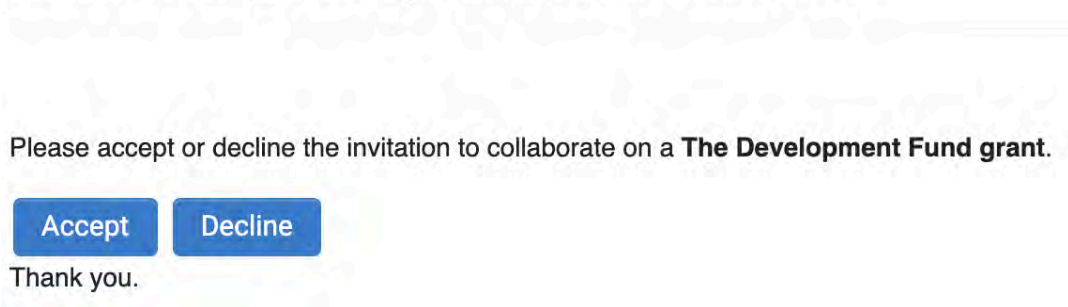 Please accept or decline the invitation to collaborate on a The Development Fund grant.
Accept Decline
Thank you.